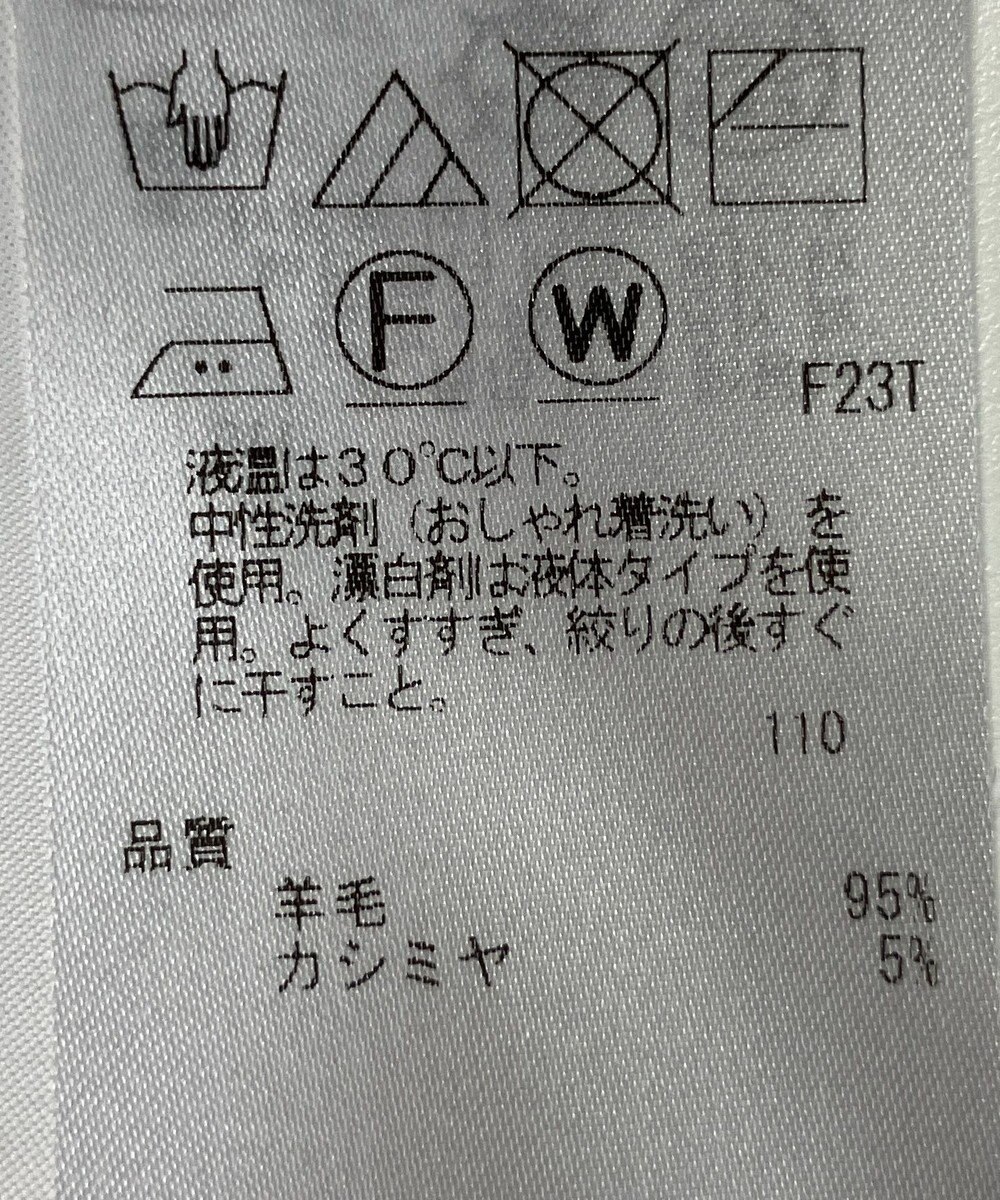 F W
F23T
液温は30℃以下。
中性洗剤(おしゃれ着洗い)を
使用。漂白剤は液体タイプを使
用。よくすすぎ、絞りの後すぐ
に干すこと。
110
品質
羊毛 95%
カシミヤ 5%